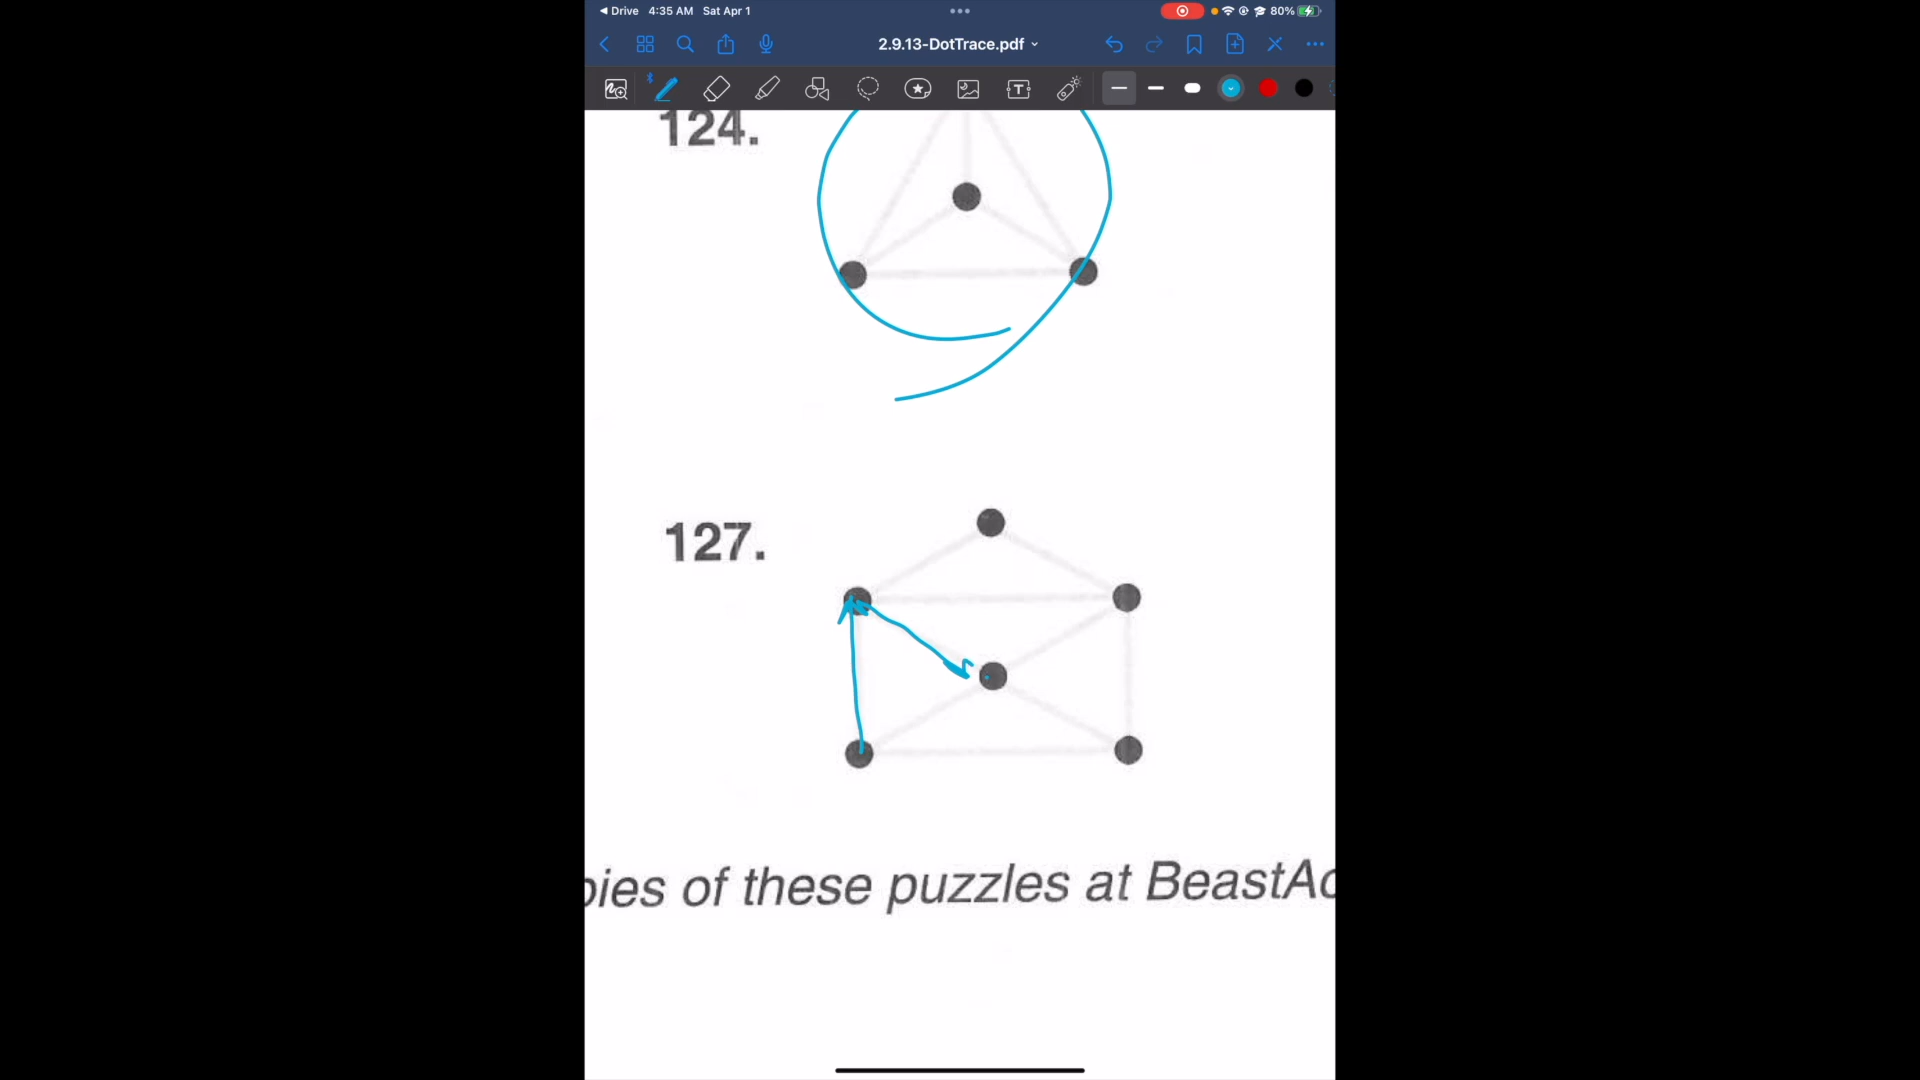 Drive 4:35 AM Sat Apr 1
80%
2.9.13-DotTrace.pdf
T
124.
127.
pies of these puzzles at BeastAc